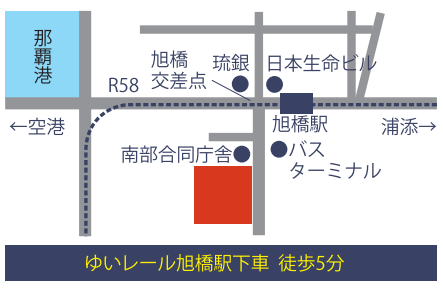 那覇港
旭橋
交差点
琉銀
日本生命ビル
R58
←空港
旭橋駅
浦添→
南部合同庁舎
バス
ターミナル
ゆいレール旭橋駅下車 徒歩5分